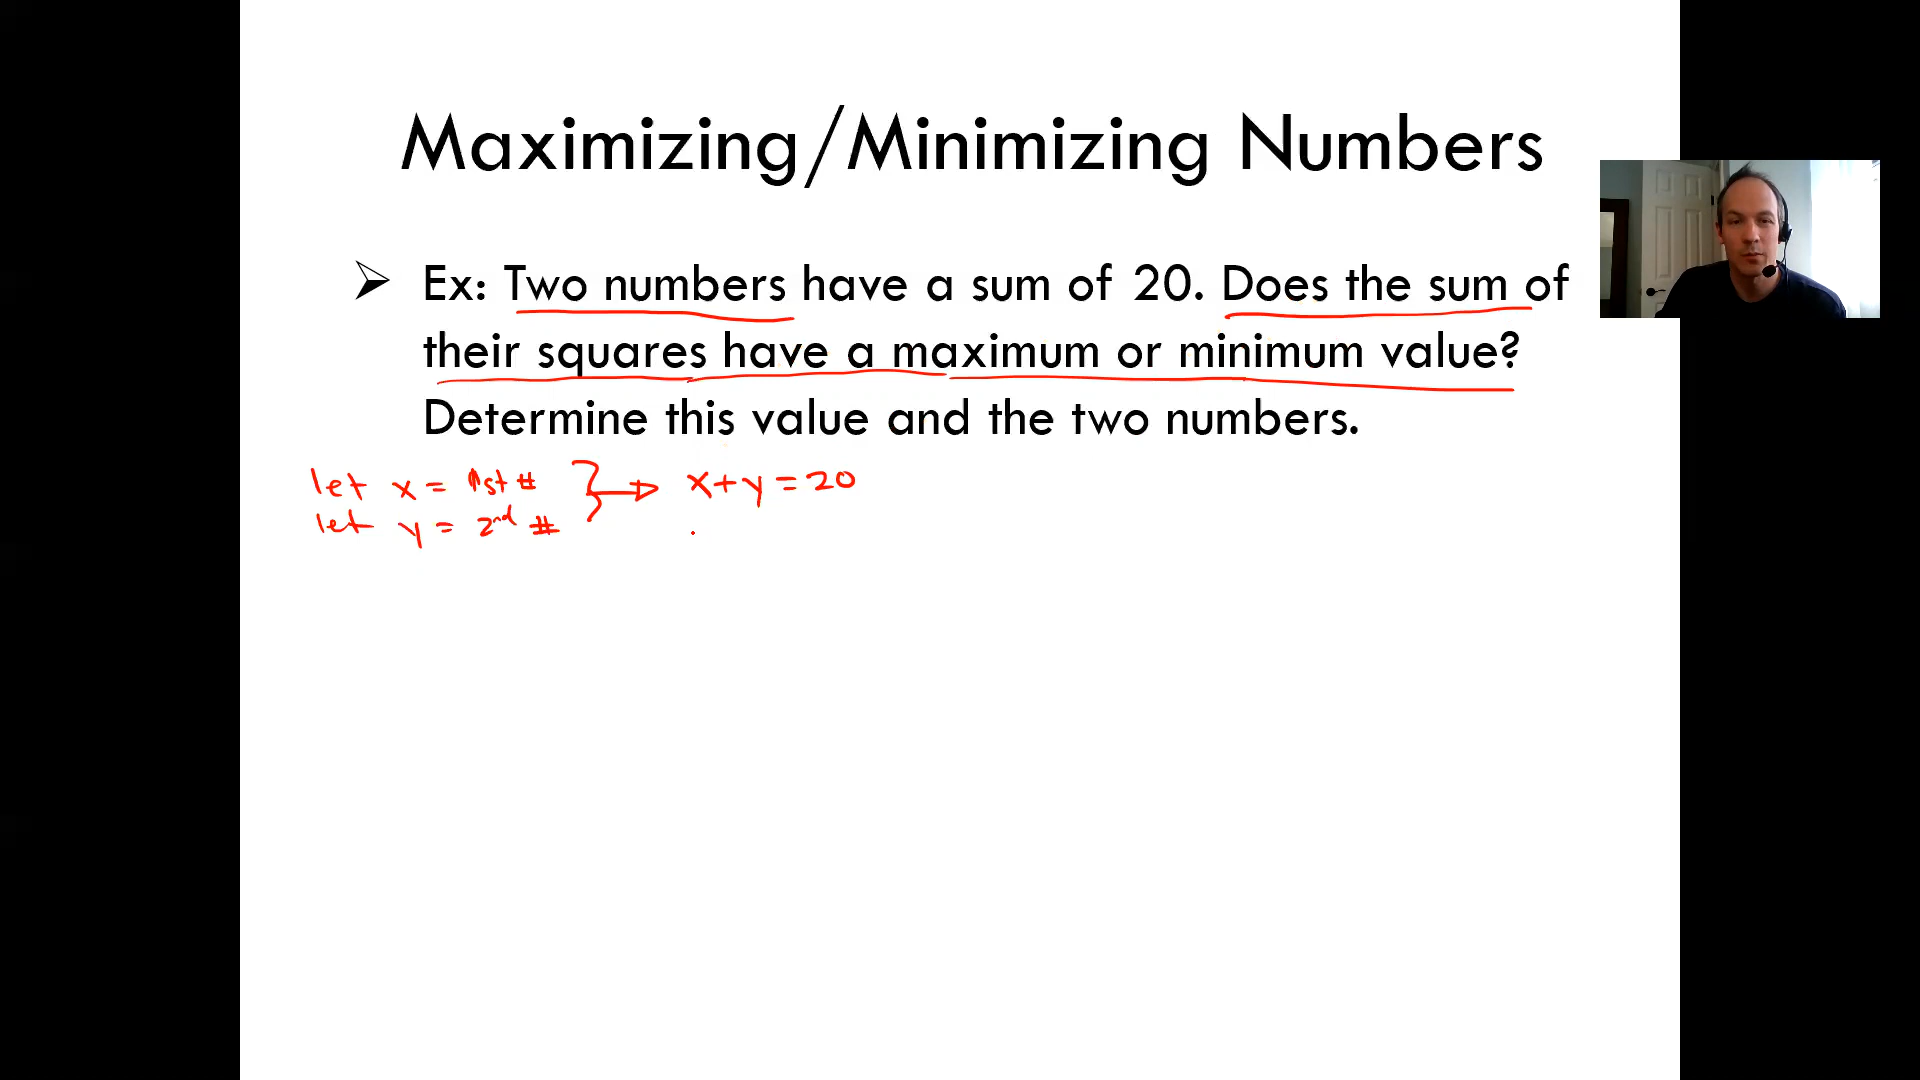 Maximizing/Minimizing Numbers
➢ Ex: Two numbers have a sum of 20. Does the sum of
their squares have a maximum or minimum value?
Determine this value and the two numbers.
let x = 1st # } → x+y=20
let y = 2nd #